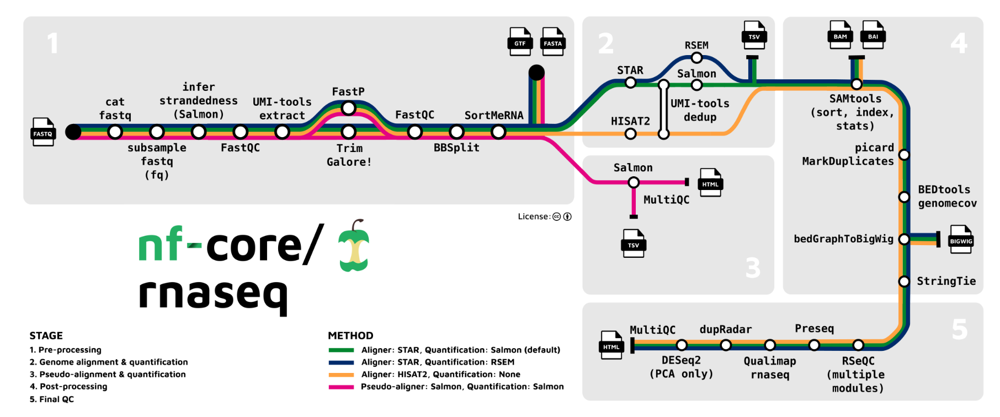 1
GTF
FASTA
infer
strandedness
(Salmon)
cat
fastq
UMI-tools
extract
FastP
FastQC
SortMeRNA
FASTQ
subsample
fastq
(fq)
FastQC
Trim
Galore!
BBSplit
2
TSV
RSEM
STAR
Salmon
UMI-tools
dedup
HISAT2
Salmon
HTML
MultiQC
TSV
3
BAM
BAI
4
SAMtools
(sort, index,
stats)
picard
MarkDuplicates
BEDtools
genomecov
bedGraphToBigWig
BIGWIG
StringTie
License: cc
nf-core/
rnaseq
5
MultiQC
dupRadar
Preseq
HTML
DESeq2
(PCA only)
Qualimap
rnaseq
RSeQC
(multiple
modules)
STAGE
1. Pre-processing
2. Genome alignment & quantification
3. Pseudo-alignment & quantification
4. Post-processing
5. Final QC
METHOD
Aligner: STAR, Quantification: Salmon (default)
Aligner: STAR, Quantification: RSEM
Aligner: HISAT2, Quantification: None
Pseudo-aligner: Salmon, Quantification: Salmon